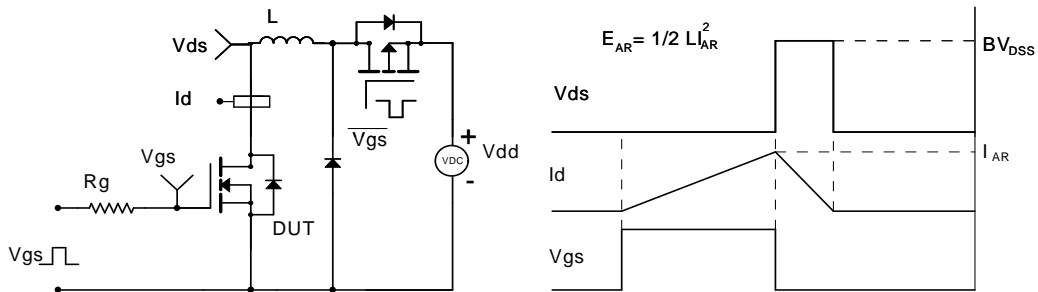 L
Vds
Id
Vgs
Rg
DUT
Vgs
Vgs
VDC
+
-
Vdd
E_AR= 1/2 LI_AR^2
BV_DSS
Vds
I_AR
Id
Vgs